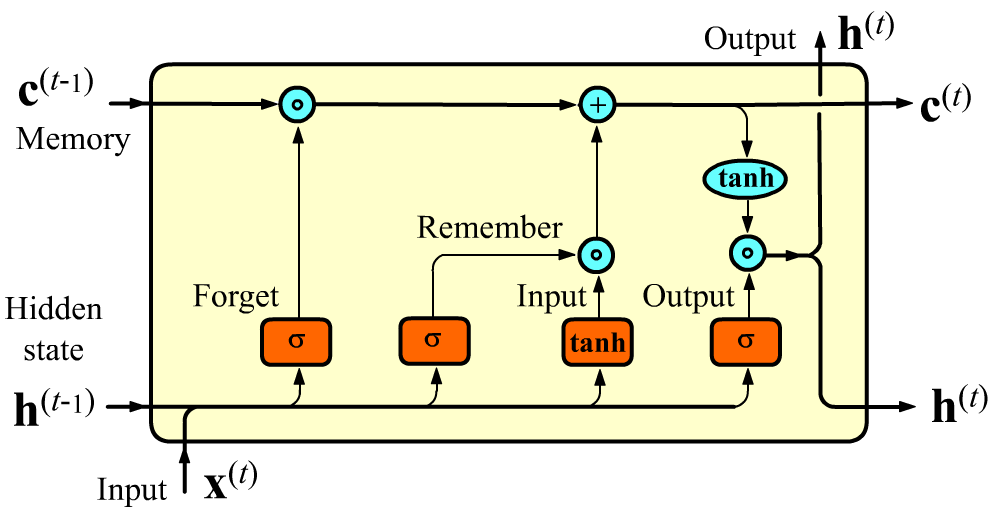 Output h(t)
c(t-1)
c(t)
Memory
+
tanh
Remember
Forget
Input
Output
Hidden
state
σ
σ
tanh
σ
h(t-1)
h(t)
Input
x(t)